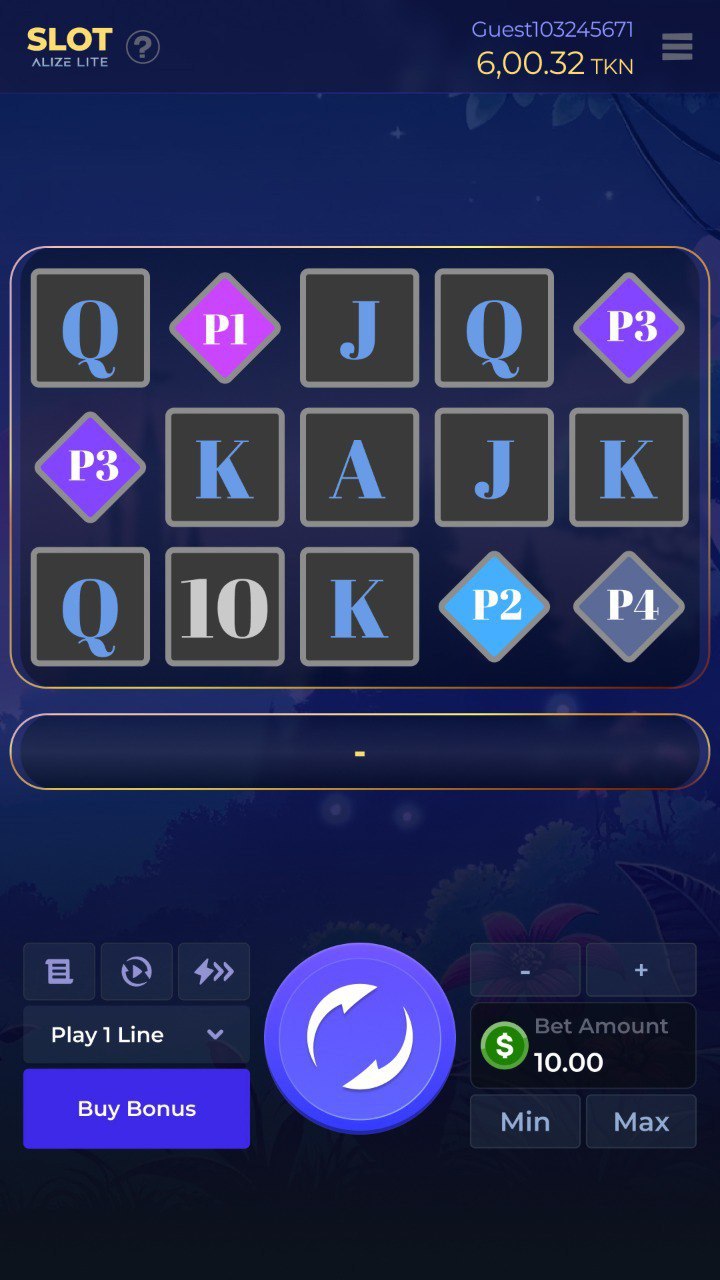 SLOT
ALIZE LITE
?
Guest103245671
6,00.32 TKN
Q P1 J Q P3
P3 K A J K
Q 10 K P2 P4
-
Play 1 Line
Buy Bonus
- +
$ Bet Amount
10.00
Min Max